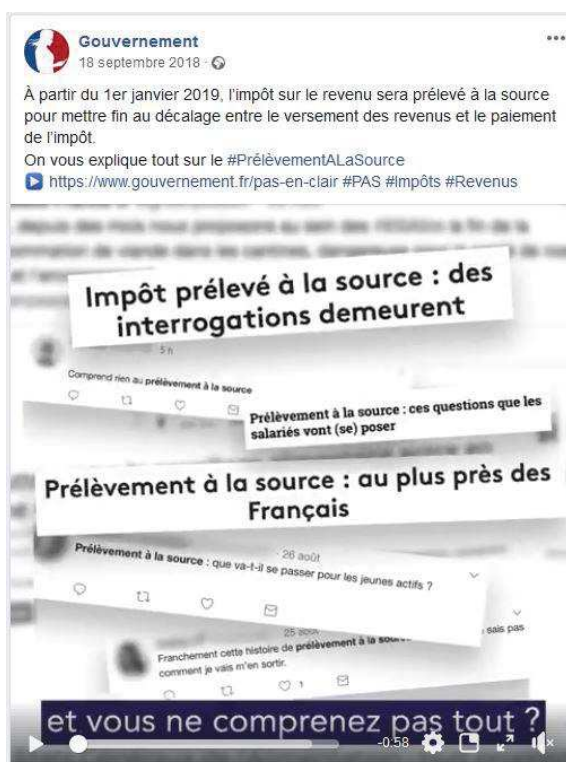 Gouvernement
18 septembre 2018
À partir du 1er janvier 2019, l'impôt sur le revenu sera prélevé à la source
pour mettre fin au décalage entre le versement des revenus et le paiement
de l'impôt.
On vous explique tout sur le #PrélèvementALaSource
https://www.gouvernement.fr/pas-en-clair #PAS #Impôts #Revenus
Impôt prélevé à la source : des
interrogations demeurent
5 h
Comprend rien au prélèvement à la source
Prélèvement à la source : ces questions que les
salariés vont (se) poser
Prélèvement à la source : au plus près des
Français
26 août
Prélèvement à la source : que va-t-il se passer pour les jeunes actifs ?
25 août
Franchement cette histoire de prélèvement à la source sais pas
comment je vais m'en sortir.
1
et vous ne comprenez pas tout ?
-0:58